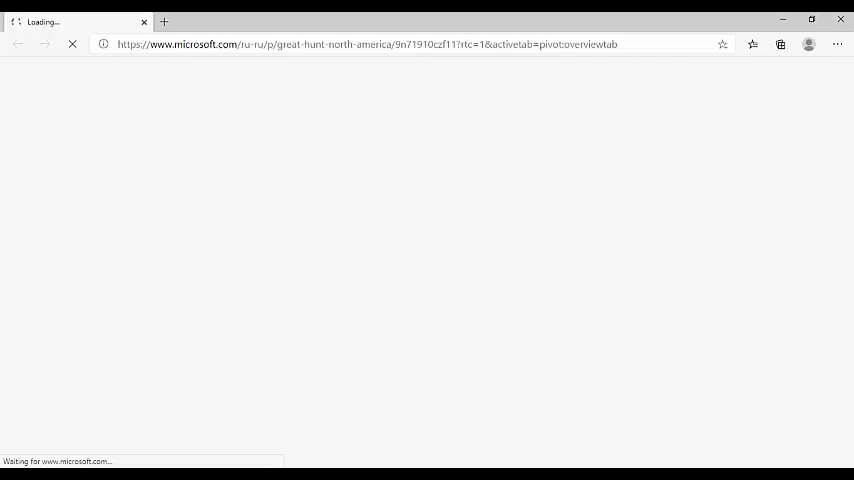 Loading...
https://www.microsoft.com/ru-ru/p/great-hunt-north-america/9n71910czf11?rtc=1&activetab=pivot:overviewtab
Waiting for www.microsoft.com...